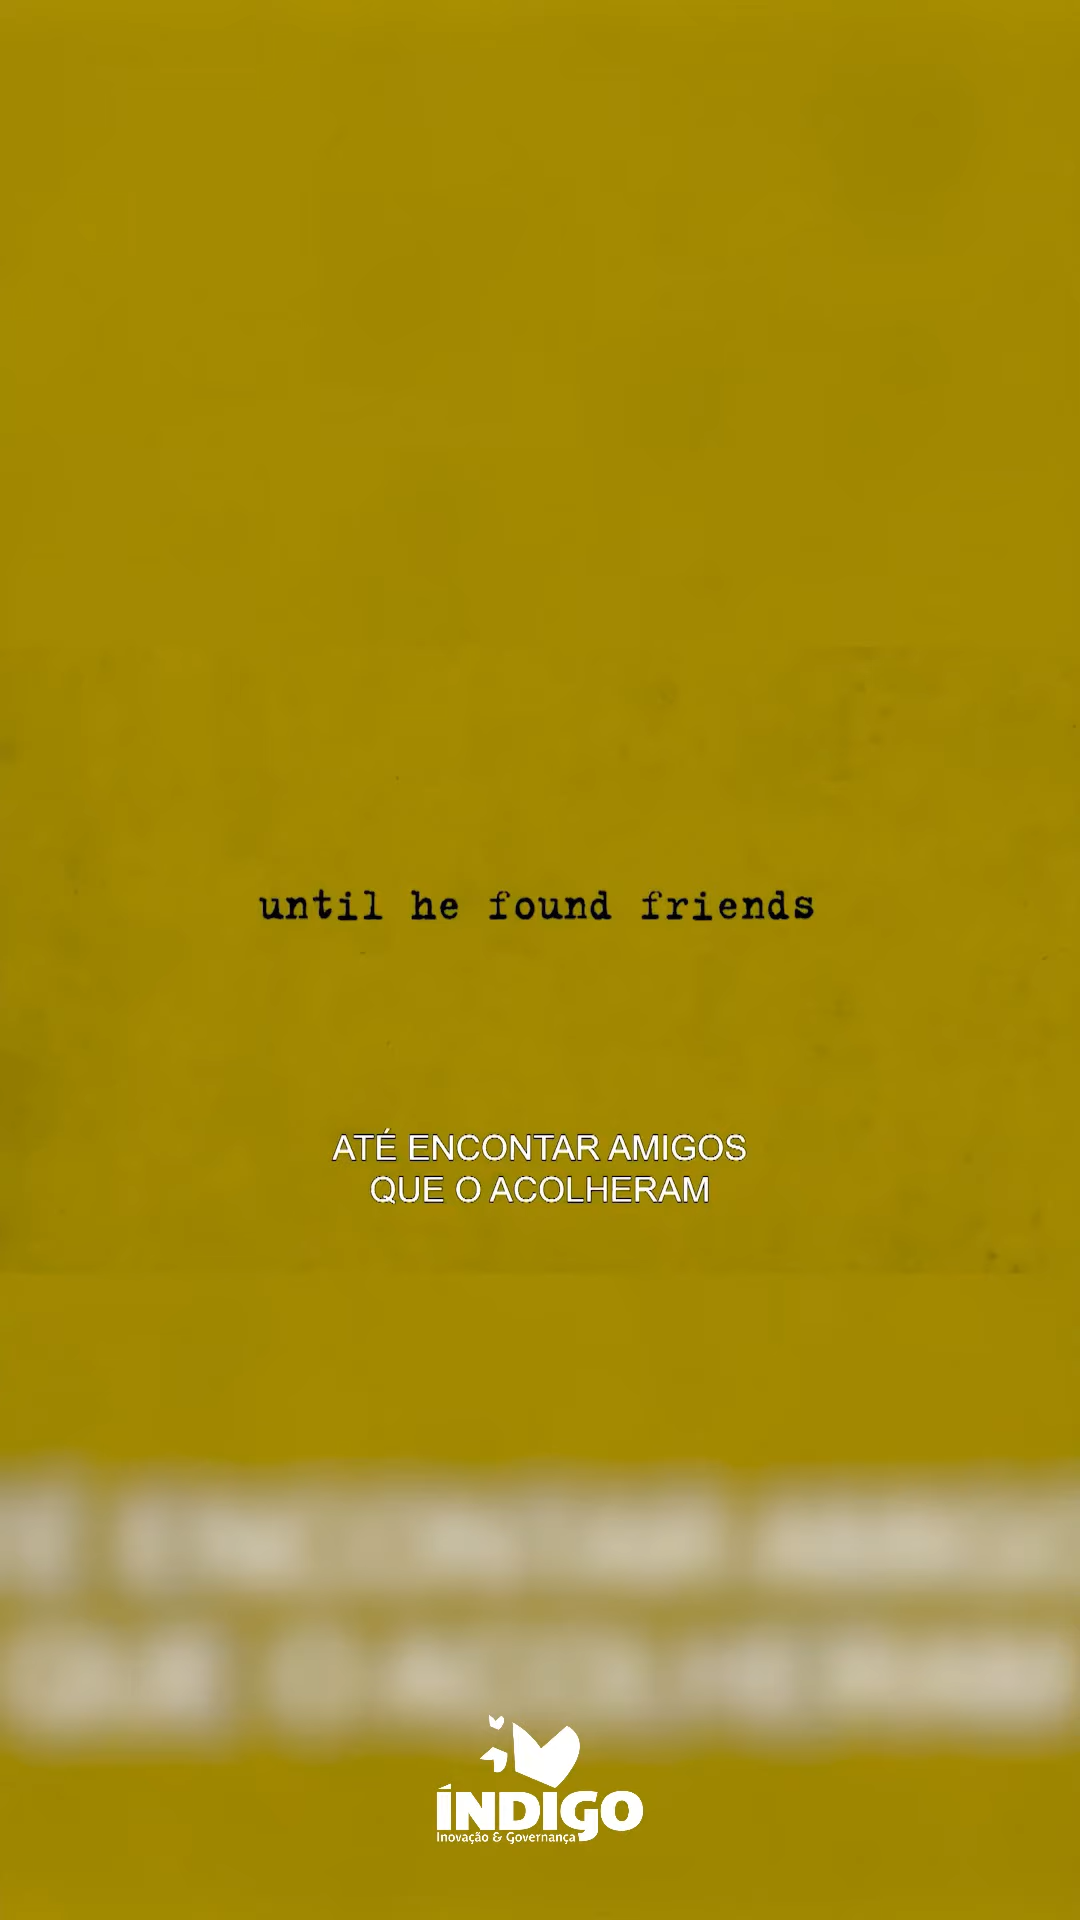 until he found friends
ATÉ ENCONTAR AMIGOS
QUE O ACOLHERAM
ÍNDIGO
Inovação & Governança